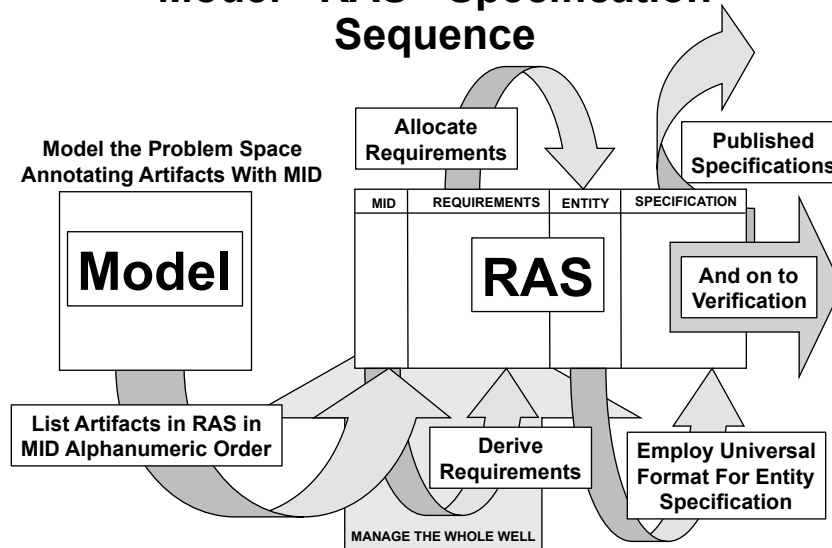 Model - RAS - Specification
Sequence
Model the Problem Space
Annotating Artifacts With MID
Allocate
Requirements
Published
Specifications
MID
REQUIREMENTS
ENTITY
SPECIFICATION
Model
RAS
And on to
Verification
List Artifacts in RAS in
MID Alphanumeric Order
Derive
Requirements
Employ Universal
Format For Entity
Specification
MANAGE THE WHOLE WELL